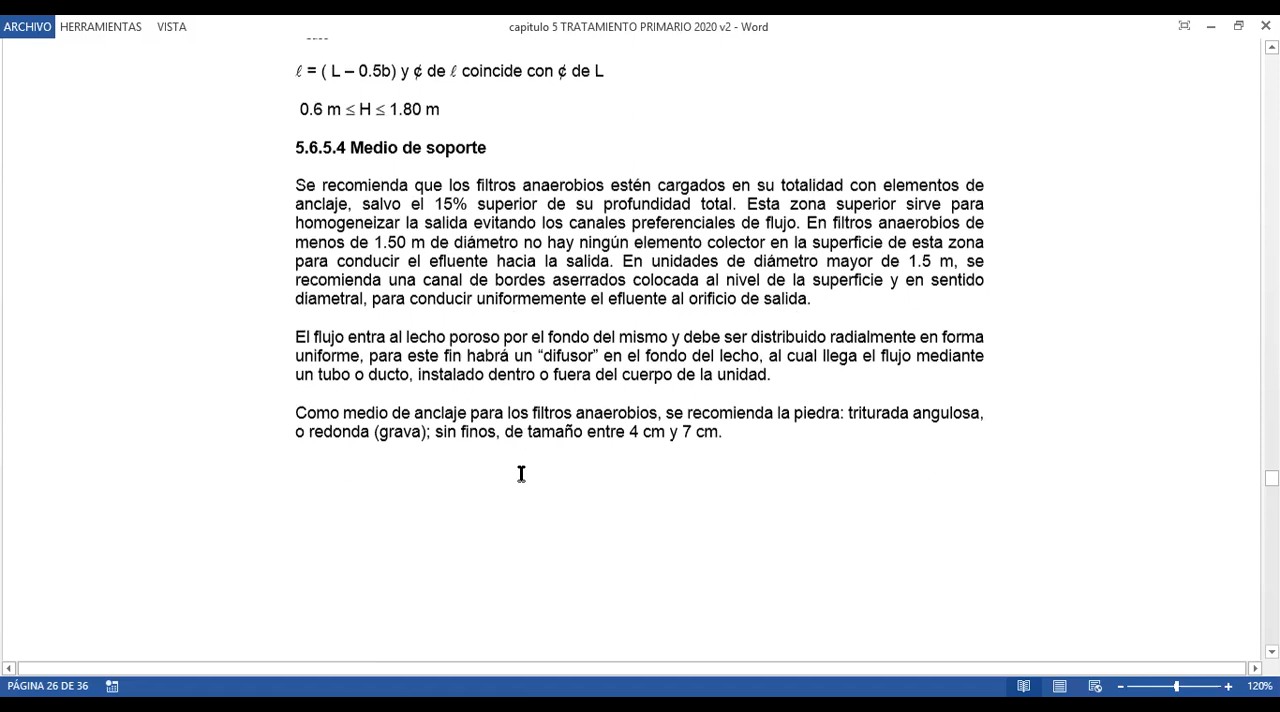 ARCHIVO HERRAMIENTAS VISTA capitulo 5 TRATAMIENTO PRIMARIO 2020 v2 - Word
ℓ = ( L – 0.5b) y ¢ de ℓ coincide con ¢ de L
0.6 m ≤ H ≤ 1.80 m
5.6.5.4 Medio de soporte
Se recomienda que los filtros anaerobios estén cargados en su totalidad con elementos de
anclaje, salvo el 15% superior de su profundidad total. Esta zona superior sirve para
homogeneizar la salida evitando los canales preferenciales de flujo. En filtros anaerobios de
menos de 1.50 m de diámetro no hay ningún elemento colector en la superficie de esta zona
para conducir el efluente hacia la salida. En unidades de diámetro mayor de 1.5 m, se
recomienda una canal de bordes aserrados colocada al nivel de la superficie y en sentido
diametral, para conducir uniformemente el efluente al orificio de salida.
El flujo entra al lecho poroso por el fondo del mismo y debe ser distribuido radialmente en forma
uniforme, para este fin habrá un “difusor” en el fondo del lecho, al cual llega el flujo mediante
un tubo o ducto, instalado dentro o fuera del cuerpo de la unidad.
Como medio de anclaje para los filtros anaerobios, se recomienda la piedra: triturada angulosa,
o redonda (grava); sin finos, de tamaño entre 4 cm y 7 cm.
PÁGINA 26 DE 36 120%